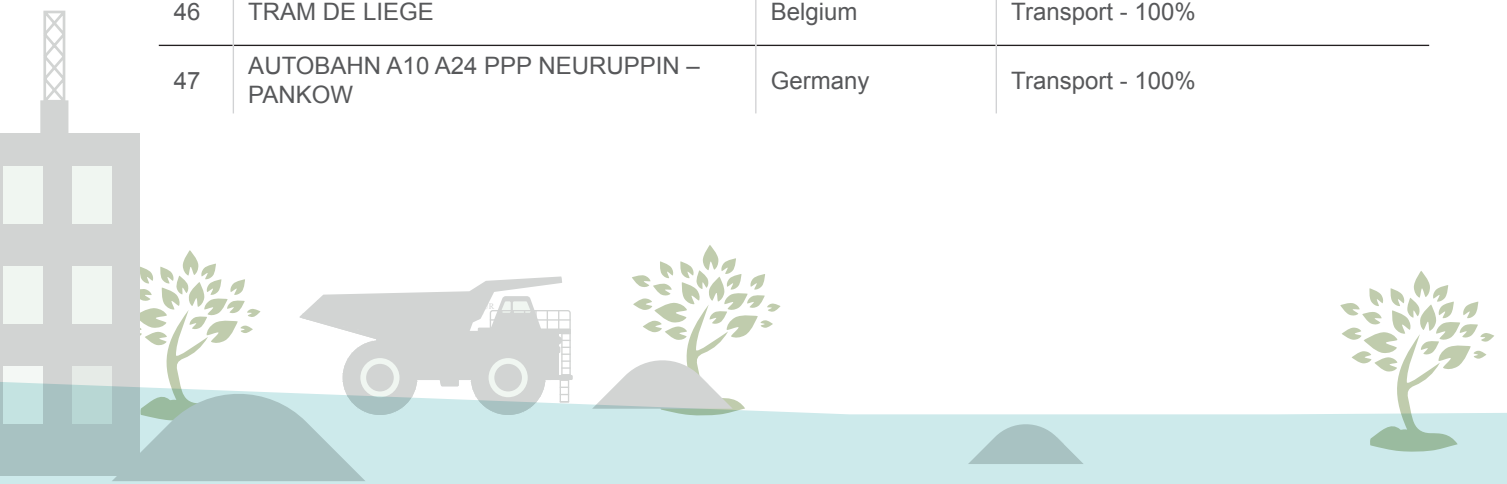 46 TRAM DE LIEGE Belgium Transport - 100%
47 AUTOBAHN A10 A24 PPP NEURUPPIN – PANKOW Germany Transport - 100%